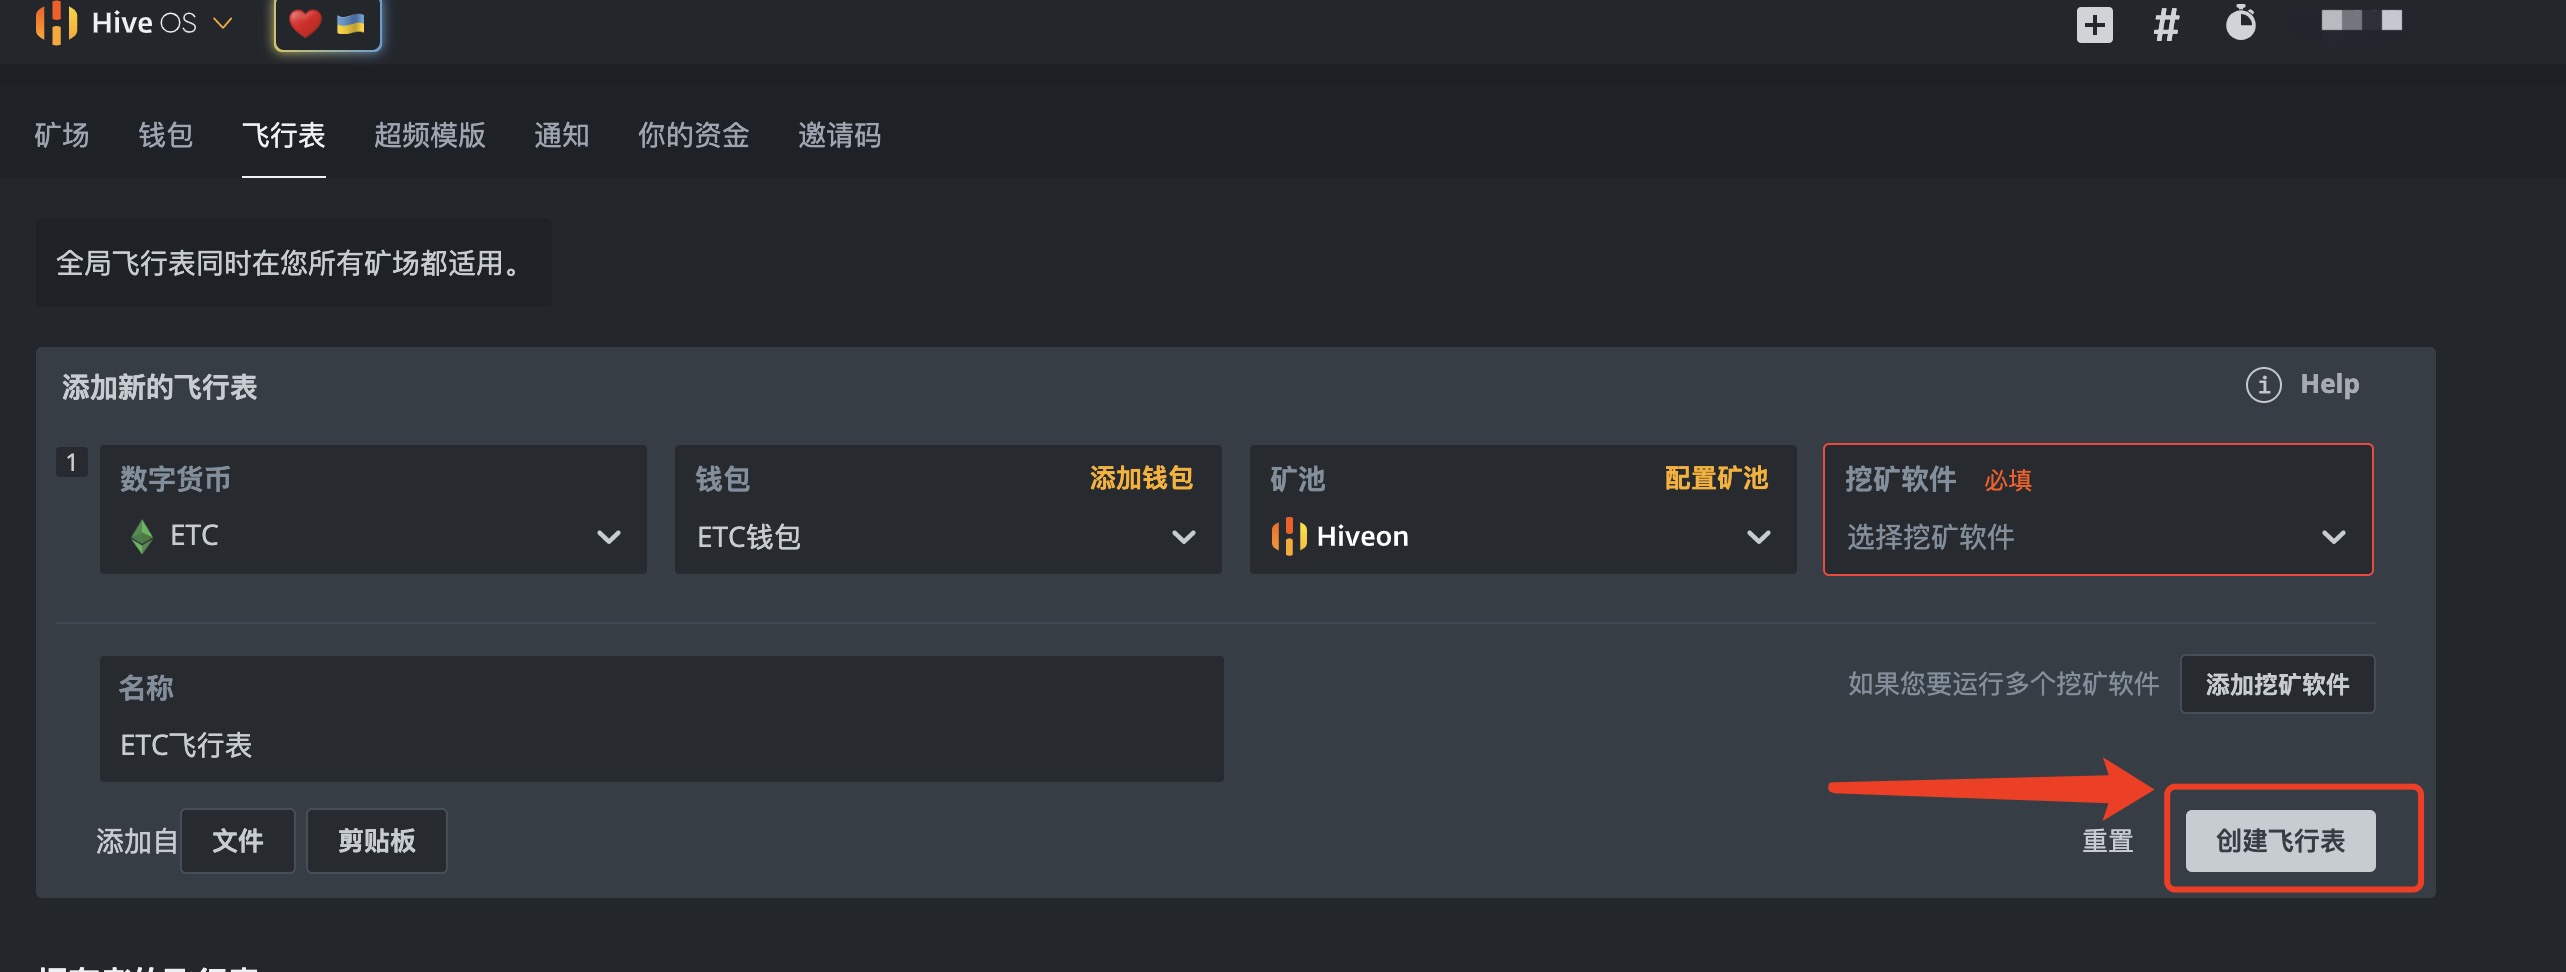 Hive OS
矿场 钱包 飞行表 超频模版 通知 你的资金 邀请码
全局飞行表同时在您所有矿场都适用。
添加新的飞行表
Help
1
数字货币
ETC
钱包 添加钱包
ETC钱包
矿池 配置矿池
Hiveon
挖矿软件 必填
选择挖矿软件
名称
ETC飞行表
如果您要运行多个挖矿软件 添加挖矿软件
添加自 文件 剪贴板
重置 创建飞行表